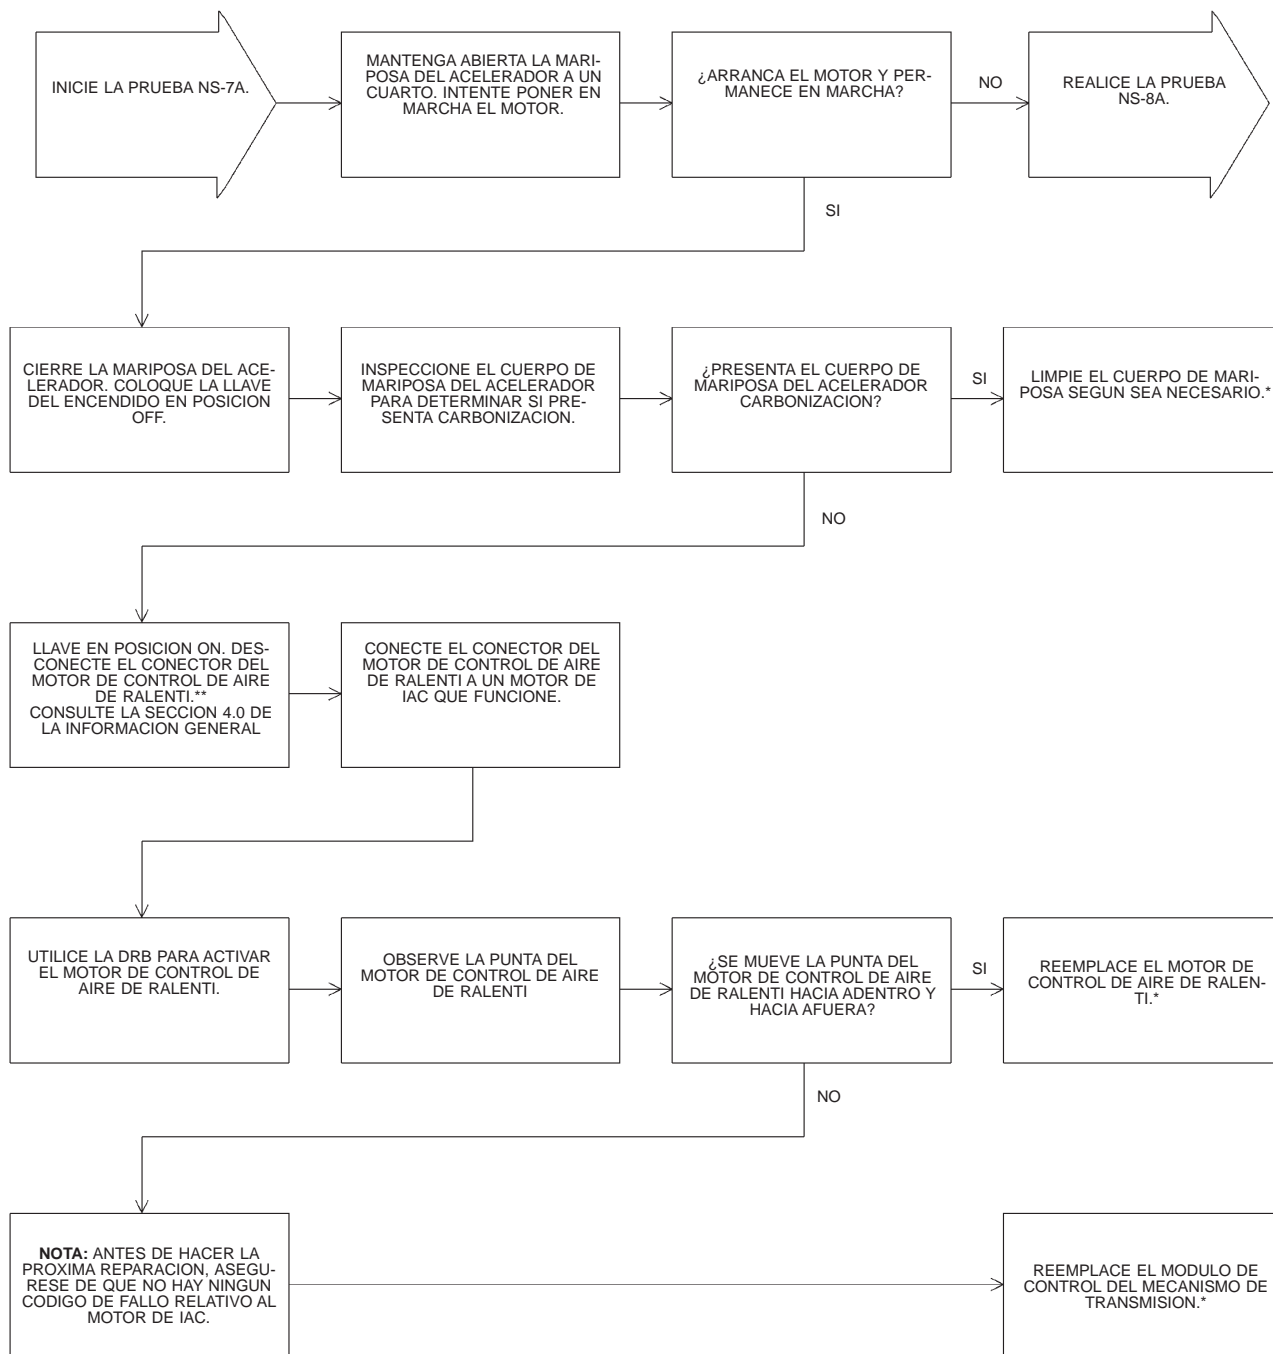 INICIE LA PRUEBA NS-7A.
MANTENGA ABIERTA LA MARI-
POSA DEL ACELERADOR A UN
CUARTO. INTENTE PONER EN
MARCHA EL MOTOR.
¿ARRANCA EL MOTOR Y PER-
MANECE EN MARCHA?
NO
REALICE LA PRUEBA
NS-8A.
SI
CIERRE LA MARIPOSA DEL ACE-
LERADOR. COLOQUE LA LLAVE
DEL ENCENDIDO EN POSICION
OFF.
INSPECCIONE EL CUERPO DE
MARIPOSA DEL ACELERADOR
PARA DETERMINAR SI PRE-
SENTA CARBONIZACION.
¿PRESENTA EL CUERPO DE
MARIPOSA DEL ACELERADOR
CARBONIZACION?
SI
LIMPIE EL CUERPO DE MARI-
POSA SEGUN SEA NECESARIO.*
NO
LLAVE EN POSICION ON. DES-
CONECTE EL CONECTOR DEL
MOTOR DE CONTROL DE AIRE
DE RALENTI.**
CONSULTE LA SECCION 4.0 DE
LA INFORMACION GENERAL
CONECTE EL CONECTOR DEL
MOTOR DE CONTROL DE AIRE
DE RALENTI A UN MOTOR DE
IAC QUE FUNCIONE.
UTILICE LA DRB PARA ACTIVAR
EL MOTOR DE CONTROL DE
AIRE DE RALENTI.
OBSERVE LA PUNTA DEL
MOTOR DE CONTROL DE AIRE
DE RALENTI
¿SE MUEVE LA PUNTA DEL
MOTOR DE CONTROL DE AIRE
DE RALENTI HACIA ADENTRO Y
HACIA AFUERA?
SI
REEMPLACE EL MOTOR DE
CONTROL DE AIRE DE RALEN-
TI.*
NO
NOTA: ANTES DE HACER LA
PROXIMA REPARACION, ASEGU-
RESE DE QUE NO HAY NINGUN
CODIGO DE FALLO RELATIVO AL
MOTOR DE IAC.
REEMPLACE EL MODULO DE
CONTROL DEL MECANISMO DE
TRANSMISION.*